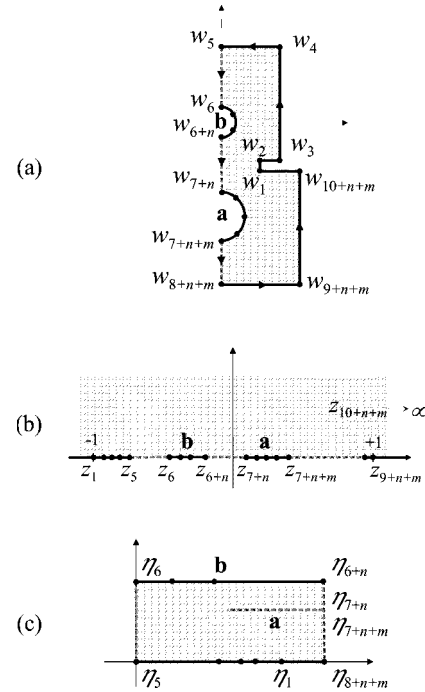 (a)
w₅
w₄
w₆
b
w₆₊ₙ
w₂
w₃
w₇₊ₙ
w₁
w₁₀₊ₙ₊ₘ
a
w₇₊ₙ₊ₘ
w₈₊ₙ₊ₘ
w₉₊ₙ₊ₘ
(b)
z₁₀₊ₙ₊ₘ
∝
-1
b
a
+1
z₁
z₅
z₆
z₆₊ₙ
z₇₊ₙ
z₇₊ₙ₊ₘ
z₉₊ₙ₊ₘ
(c)
η₆
b
η₆₊ₙ
η₇₊ₙ
a
η₇₊ₙ₊ₘ
η₅
η₁
η₈₊ₙ₊ₘ